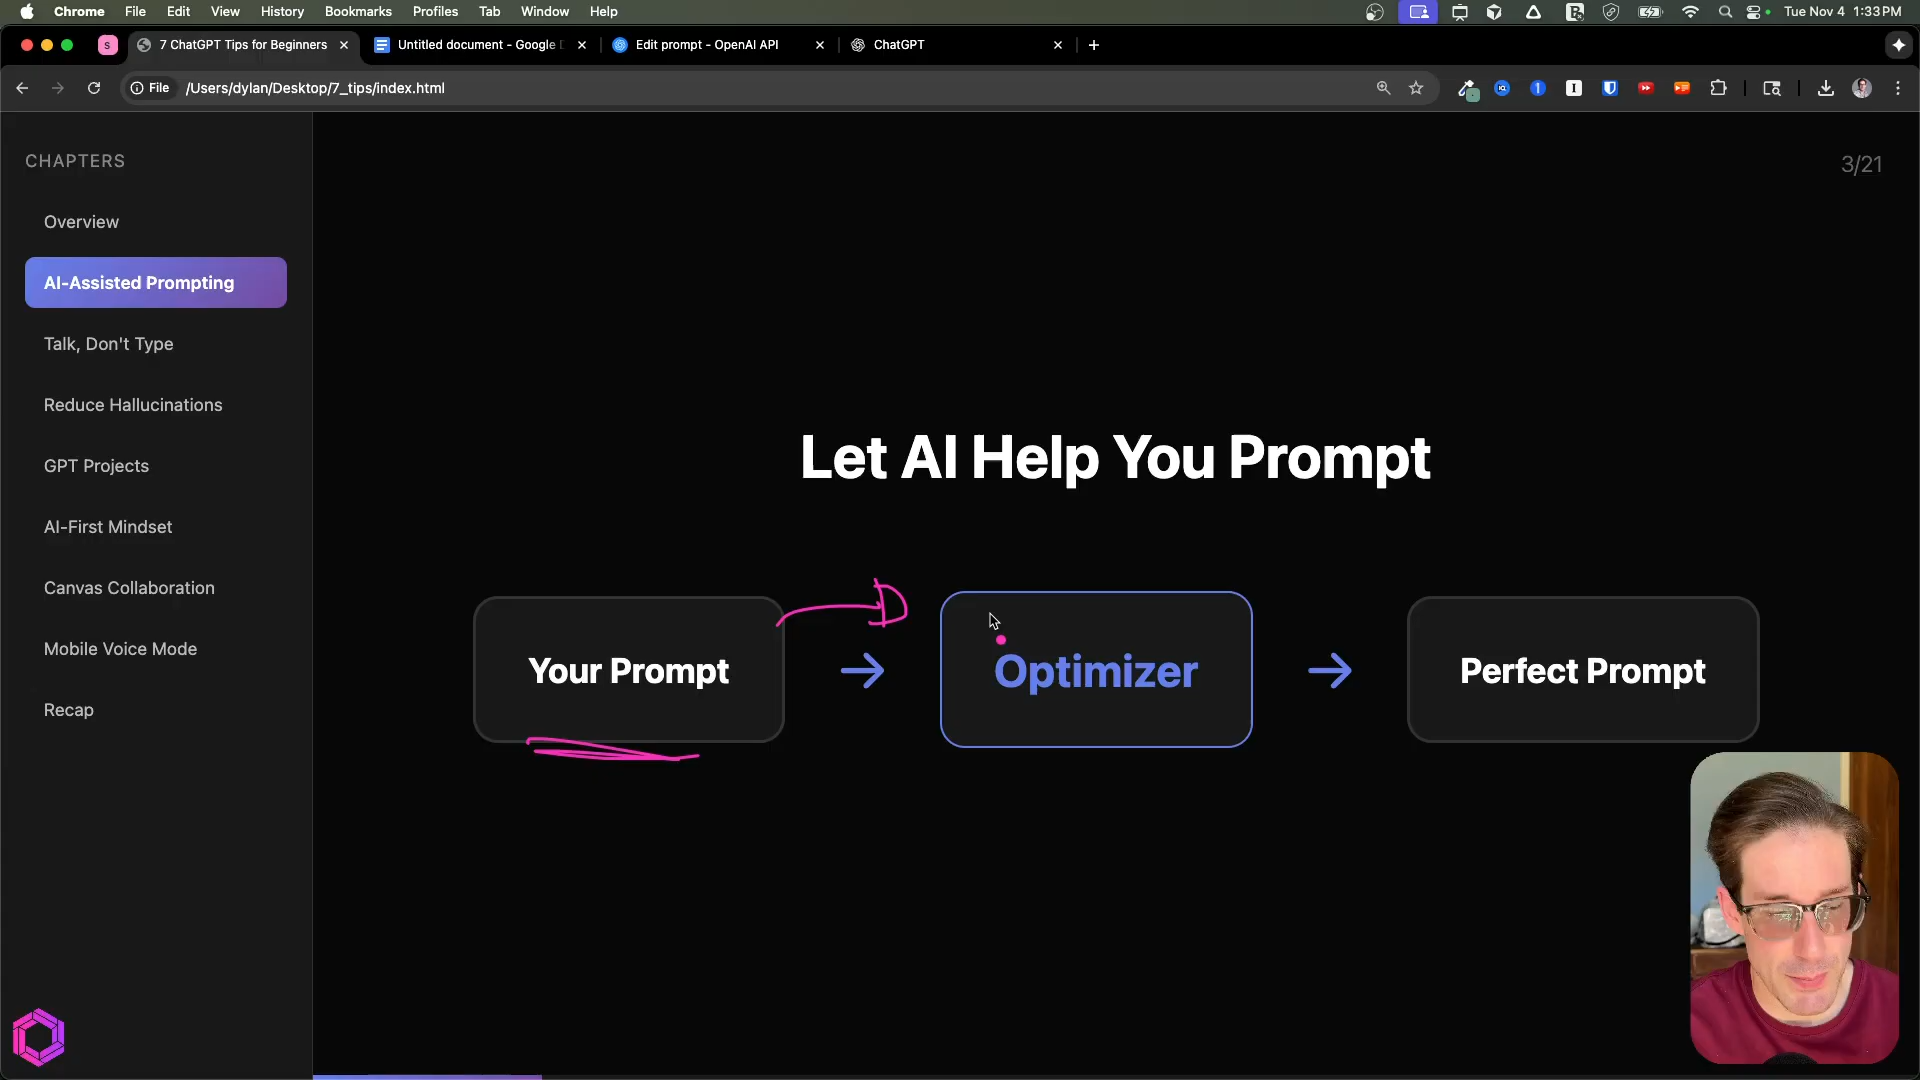 Chrome File Edit View History Bookmarks Profiles Tab Window Help Tue Nov 4 1:33 PM
S 7 ChatGPT Tips for Beginners Untitled document - Google D Edit prompt - OpenAI API ChatGPT
File /Users/dylan/Desktop/7_tips/index.html
CHAPTERS
3/21
Overview
AI-Assisted Prompting
Talk, Don't Type
Reduce Hallucinations
GPT Projects
AI-First Mindset
Canvas Collaboration
Mobile Voice Mode
Recap
Let AI Help You Prompt
Your Prompt → Optimizer → Perfect Prompt